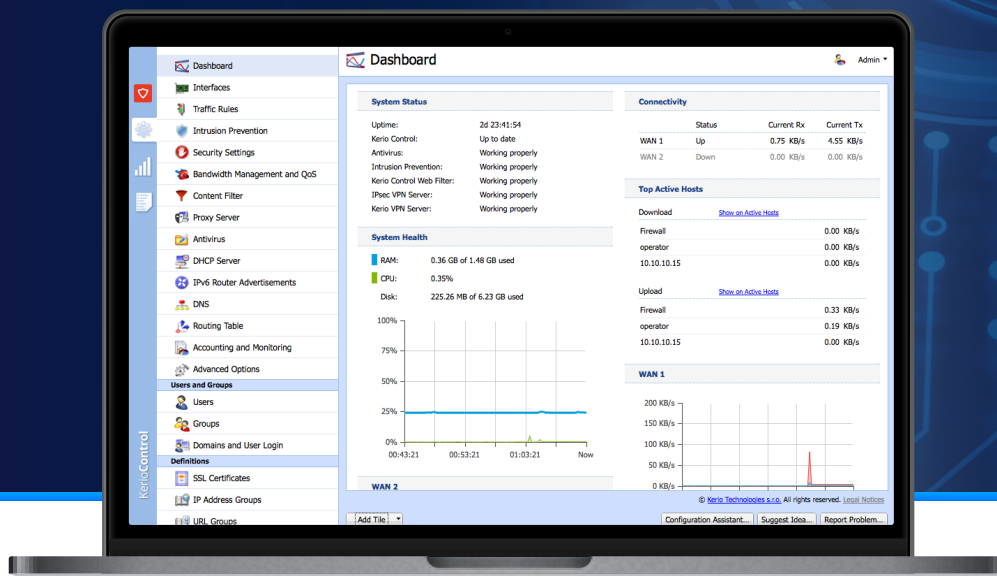 Dashboard
Interfaces
Traffic Rules
Intrusion Prevention
Security Settings
Bandwidth Management and QoS
Content Filter
Proxy Server
Antivirus
DHCP Server
IPv6 Router Advertisements
DNS
Routing Table
Accounting and Monitoring
Advanced Options
Users and Groups
Users
Groups
Domains and User Login
Definitions
SSL Certificates
IP Address Groups
URL Groups
KerioControl
Dashboard
Admin
System Status
Uptime: 2d 23:41:54
Kerio Control: Up to date
Antivirus: Working properly
Intrusion Prevention: Working properly
Kerio Control Web Filter: Working properly
IPsec VPN Server: Working properly
Kerio VPN Server: Working properly
System Health
RAM: 0.36 GB of 1.48 GB used
CPU: 0.35%
Disk: 225.26 MB of 6.23 GB used
100%
75%
50%
25%
0%
00:43:21 00:53:21 01:03:21 Now
WAN 2
Connectivity
Status Current Rx Current Tx
WAN 1 Up 0.75 KB/s 4.55 KB/s
WAN 2 Down 0.00 KB/s 0.00 KB/s
Top Active Hosts
Download Show on Active Hosts
Firewall 0.00 KB/s
operator 0.00 KB/s
10.10.10.15 0.00 KB/s
Upload Show on Active Hosts
Firewall 0.33 KB/s
operator 0.19 KB/s
10.10.10.15 0.00 KB/s
WAN 1
200 KB/s
150 KB/s
100 KB/s
50 KB/s
0 KB/s
© Kerio Technologies s.r.o. All rights reserved. Legal Notices
Add Tile
Configuration Assistant... Suggest Idea... Report Problem...